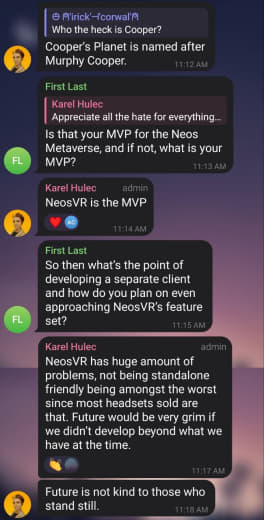 Who the heck is Cooper?
Cooper's Planet is named after
Murphy Cooper.
11:12 AM
First Last
Karel Hulec
Appreciate all the hate for everything...
Is that your MVP for the Neos
Metaverse, and if not, what is your
MVP?
FL
11:13 AM
Karel Hulec admin
NeosVR is the MVP
11:14 AM
First Last
So then what's the point of
developing a separate client
and how do you plan on even
approaching NeosVR's feature
set?
FL
11:15 AM
Karel Hulec admin
NeosVR has huge amount of
problems, not being standalone
friendly being amongst the worst
since most headsets sold are
that. Future would be very grim if
we didn't develop beyond what we
have at the time.
11:17 AM
Future is not kind to those who
stand still.
11:18 AM